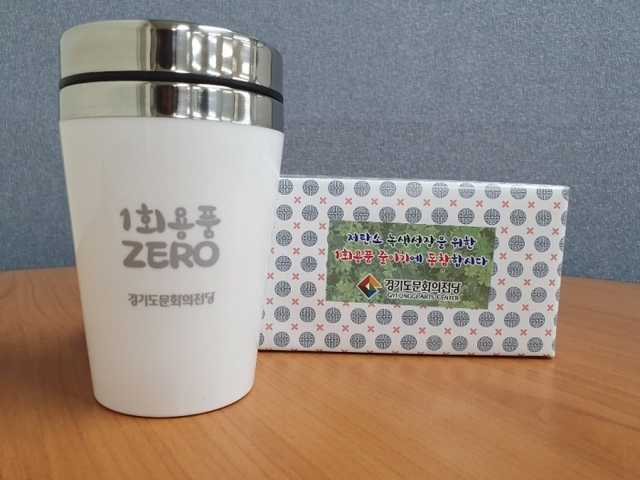 1회용품
ZERO
경기도문화의전당
저탄소 녹색성장을 위한
1회용품 줄이기에 동참합시다
경기도문화의전당
GYEONGGI ARTS CENTER